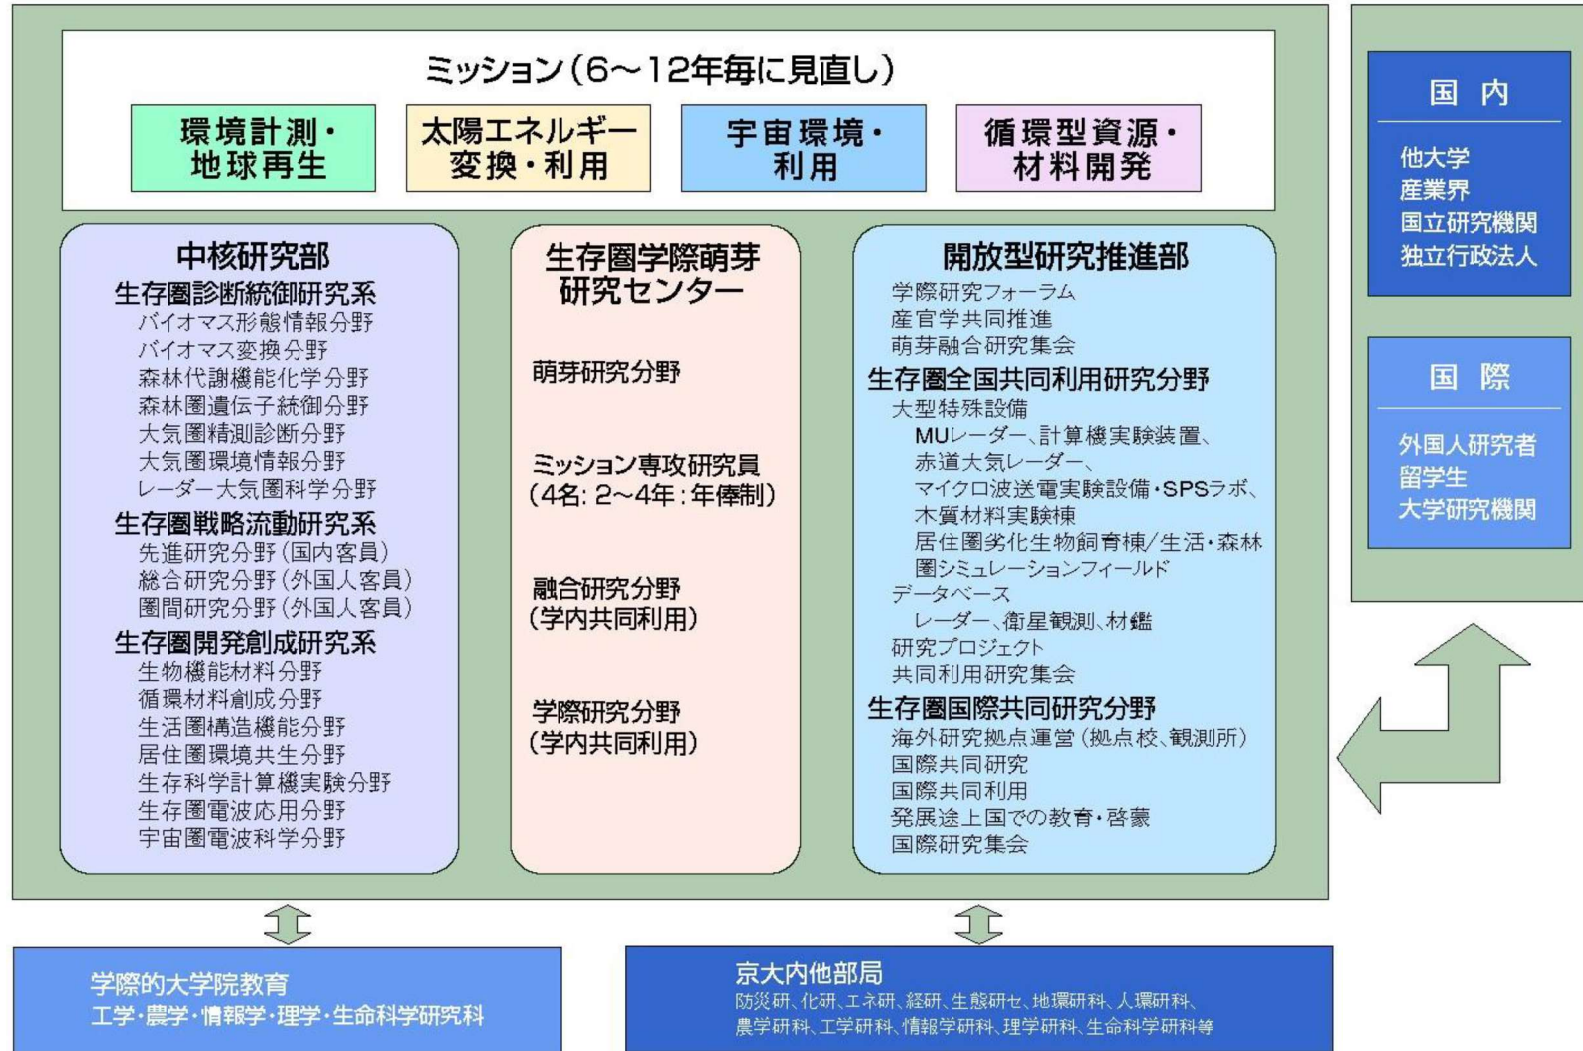 ミッション（6～12年毎に見直し）
環境計測・
地球再生
太陽エネルギー
変換・利用
宇宙環境・
利用
循環型資源・
材料開発
中核研究部
生存圏診断統御研究系
バイオマス形態情報分野
バイオマス変換分野
森林代謝機能化学分野
森林圏遺伝子統御分野
大気圏精測診断分野
大気圏環境情報分野
レーダー大気圏科学分野
生存圏戦略流動研究系
先進研究分野（国内客員）
総合研究分野（外国人客員）
圏間研究分野（外国人客員）
生存圏開発創成研究系
生物機能材料分野
循環材料創成分野
生活圏構造機能分野
居住圏環境共生分野
生存科学計算機実験分野
生存圏電波応用分野
宇宙圏電波科学分野
生存圏学際萌芽
研究センター
萌芽研究分野
ミッション専攻研究員
（4名：2～4年：年俸制）
融合研究分野
（学内共同利用）
学際研究分野
（学内共同利用）
開放型研究推進部
学際研究フォーラム
産官学共同推進
萌芽融合研究集会
生存圏全国共同利用研究分野
大型特殊設備
MUレーダー、計算機実験装置、
赤道大気レーダー、
マイクロ波送電実験設備・SPSラボ、
木質材料実験棟
居住圏劣化生物飼育棟/生活・森林
圏シミュレーションフィールド
データベース
レーダー、衛星観測、材鑑
研究プロジェクト
共同利用研究集会
生存圏国際共同研究分野
海外研究拠点運営（拠点校、観測所）
国際共同研究
国際共同利用
発展途上国での教育・啓蒙
国際研究集会
国 内
他大学
産業界
国立研究機関
独立行政法人
国 際
外国人研究者
留学生
大学研究機関
学際的大学院教育
工学・農学・情報学・理学・生命科学研究科
京大内他部局
防災研、化研、エネ研、経研、生態研セ、地環研科、人環研科、
農学研科、工学研科、情報学研科、理学研科、生命科学研科等